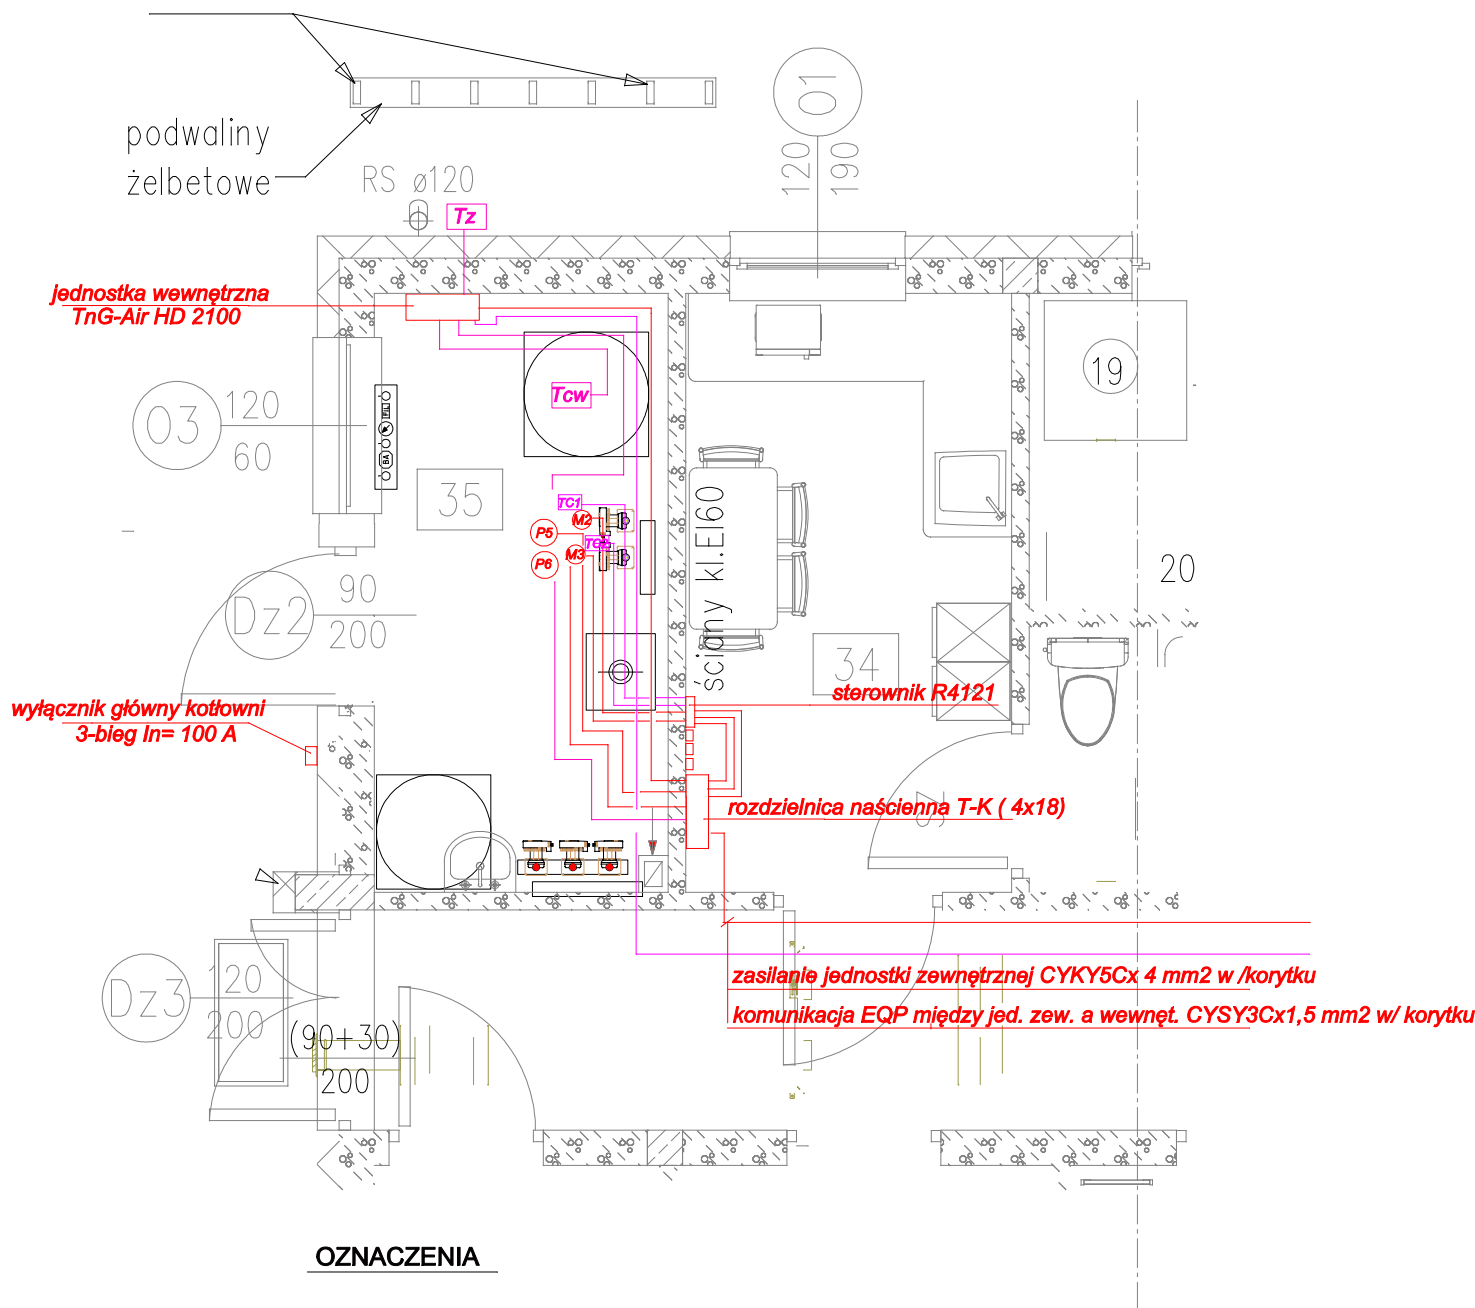 podwaliny
żelbetowe
RS ø120
01
120
190
Tz
jednostka wewnętrzna
TnG-Air HD 2100
19
Tcw
03
120
60
BA
35
TC1
M2
P5
M3
P6
ściany kl.EI60
20
Dz2
90
200
34
sterownik R4121
wyłącznik główny kotłowni
3-bieg In= 100 A
rozdzielnica naścienna T-K ( 4x18)
zasilanie jednostki zewnętrznej CYKY5Cx 4 mm2 w /korytku
komunikacja EQP między jed. zew. a wewnęt. CYSY3Cx1,5 mm2 w/ korytku
Dz3
120
200
(90+30)
200
OZNACZENIA